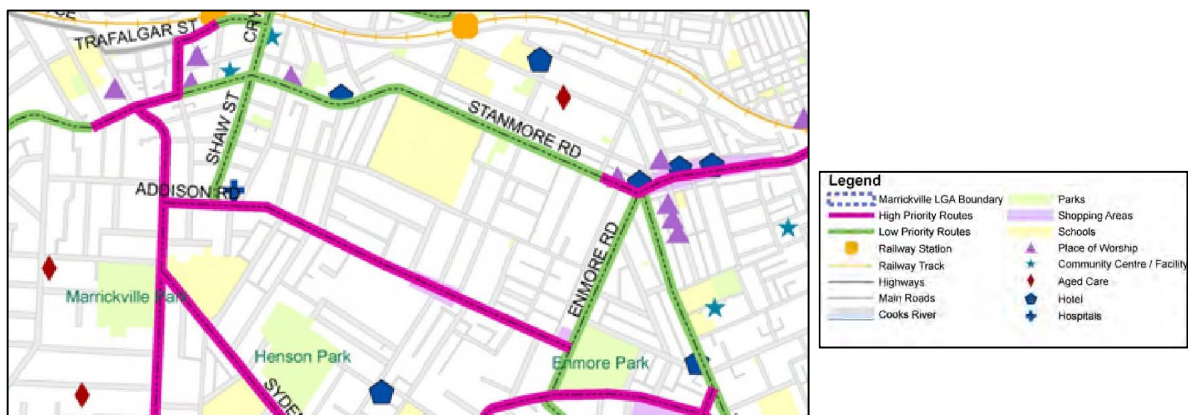 TRAFALGAR ST
CRY
STANMORE RD
SHAW ST
ADDISON RD
ENMORE RD
Marrickville Park
Henson Park
Enmore Park
SYDE
Legend
Marrickville LGA Boundary
High Priority Routes
Low Priority Routes
Railway Station
Railway Track
Highways
Main Roads
Cooks River
Parks
Shopping Areas
Schools
Place of Worship
Community Centre / Facility
Aged Care
Hotel
Hospitals